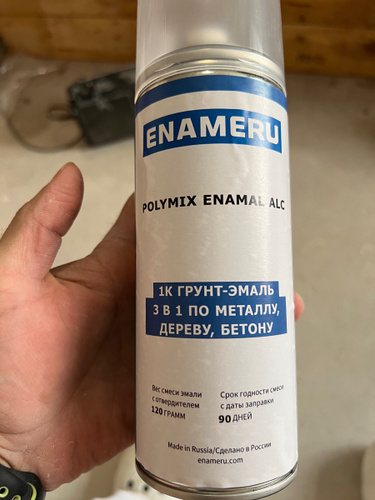 ENAMERU
POLYMIX ENAMAL ALC
1К ГРУНТ-ЭМАЛЬ
3 В 1 ПО МЕТАЛЛУ,
ДЕРЕВУ, БЕТОНУ
Вес смеси эмали
с отвердителем
120 ГРАММ
Срок годности смеси
с даты заправки
90 ДНЕЙ
Made in Russia/Сделано в России
enameru.com